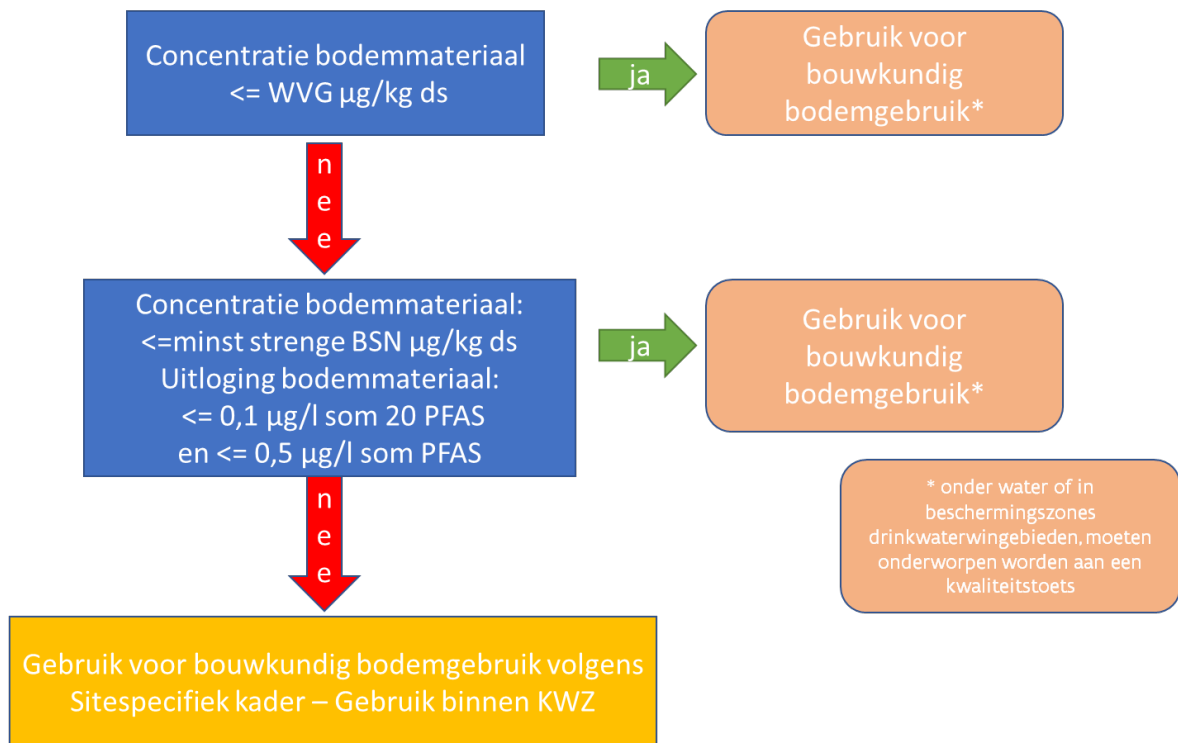 Concentratie bodemmateriaal
<= WVG µg/kg ds
ja
Gebruik voor
bouwkundig
bodemgebruik*
n
e
e
Concentratie bodemmateriaal:
<=minst strenge BSN µg/kg ds
Uitloging bodemmateriaal:
<= 0,1 µg/l som 20 PFAS
en <= 0,5 µg/l som PFAS
ja
Gebruik voor
bouwkundig
bodemgebruik*
n
e
e
* onder water of in
beschermingszones
drinkwaterwingebieden, moeten
onderworpen worden aan een
kwaliteitstoets
Gebruik voor bouwkundig bodemgebruik volgens
Sitespecifiek kader – Gebruik binnen KWZ